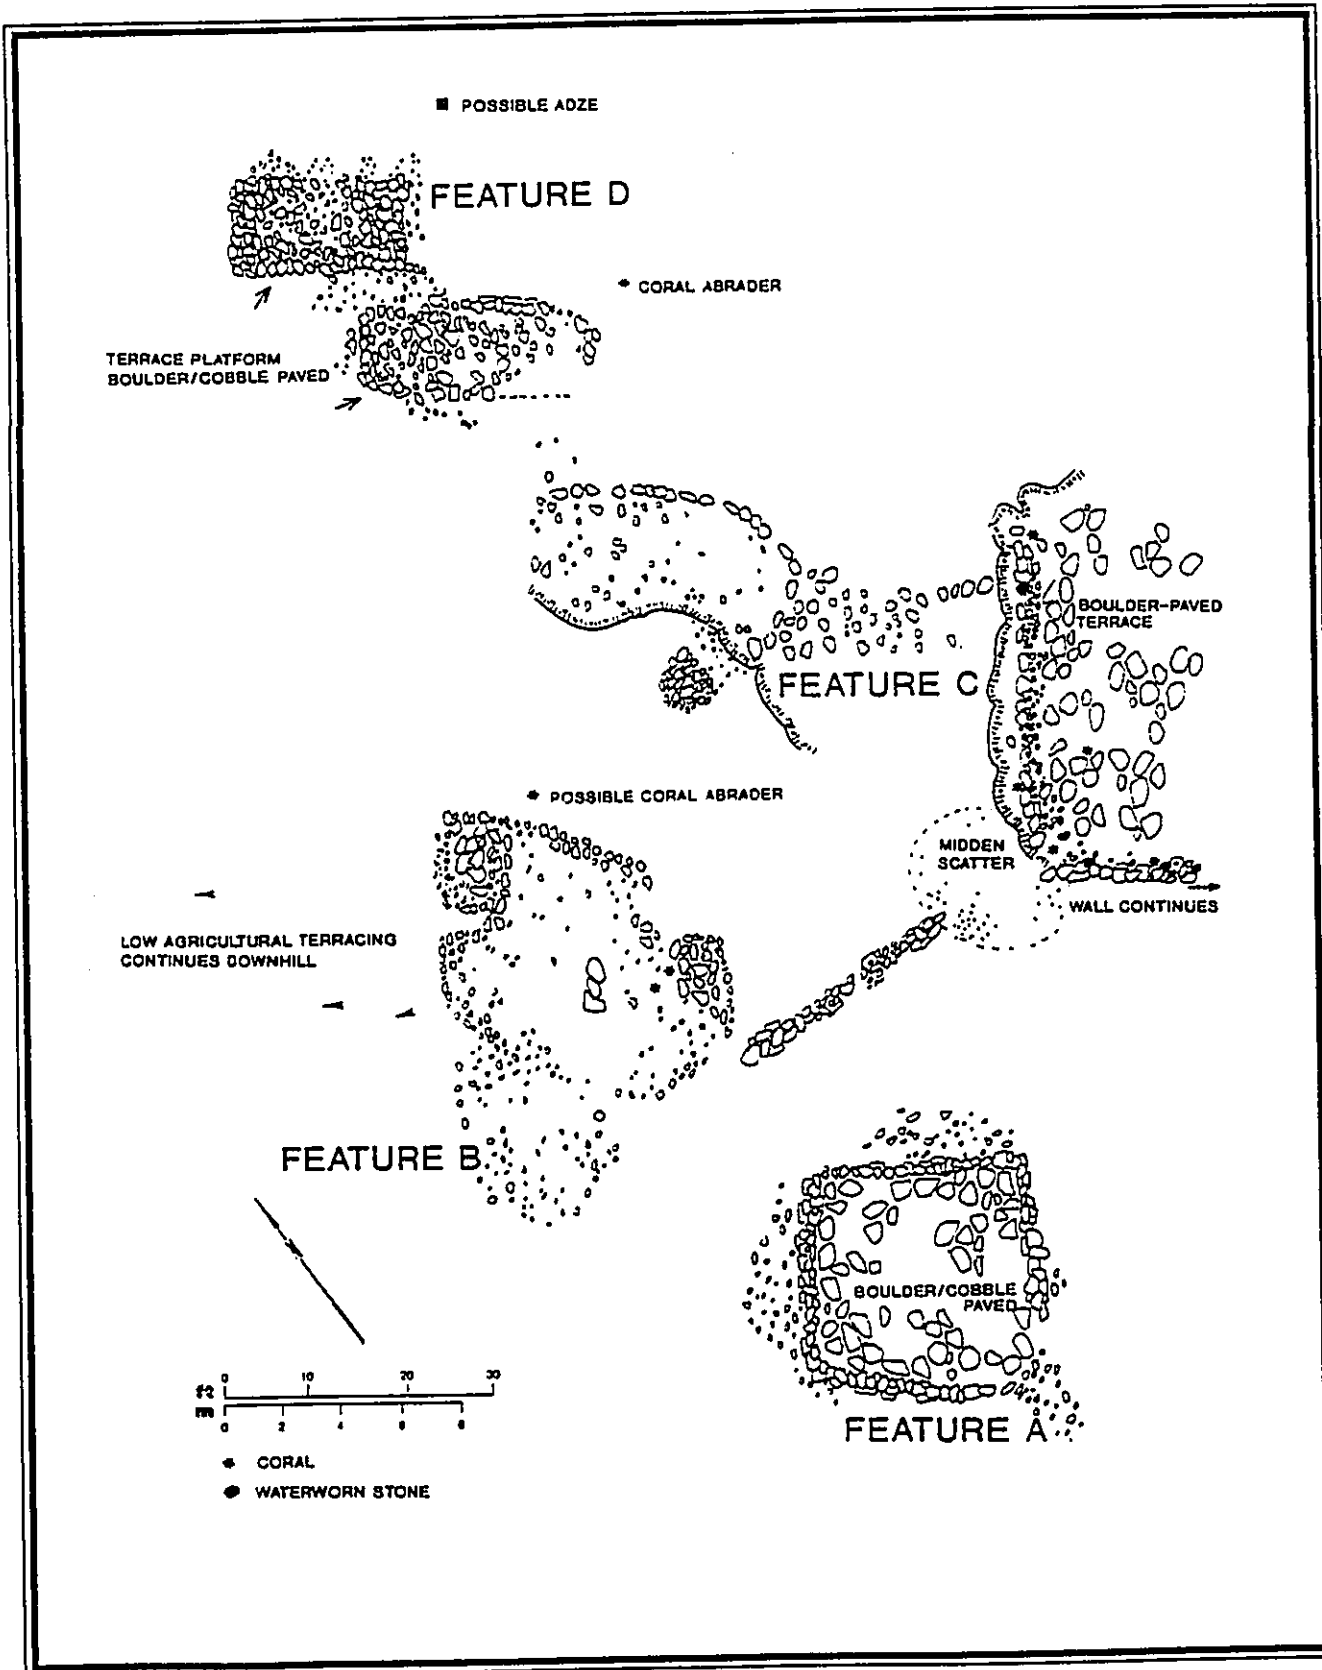 POSSIBLE ADZE
FEATURE D
CORAL ABRADER
TERRACE PLATFORM
BOULDER/COBBLE PAVED
BOULDER-PAVED
TERRACE
FEATURE C
POSSIBLE CORAL ABRADER
MIDDEN
SCATTER
WALL CONTINUES
LOW AGRICULTURAL TERRACING
CONTINUES DOWNHILL
FEATURE B
BOULDER/COBBLE
PAVED
0 10 20 30
ft
m
0 2 4 6 8
FEATURE A
CORAL
WATERWORN STONE